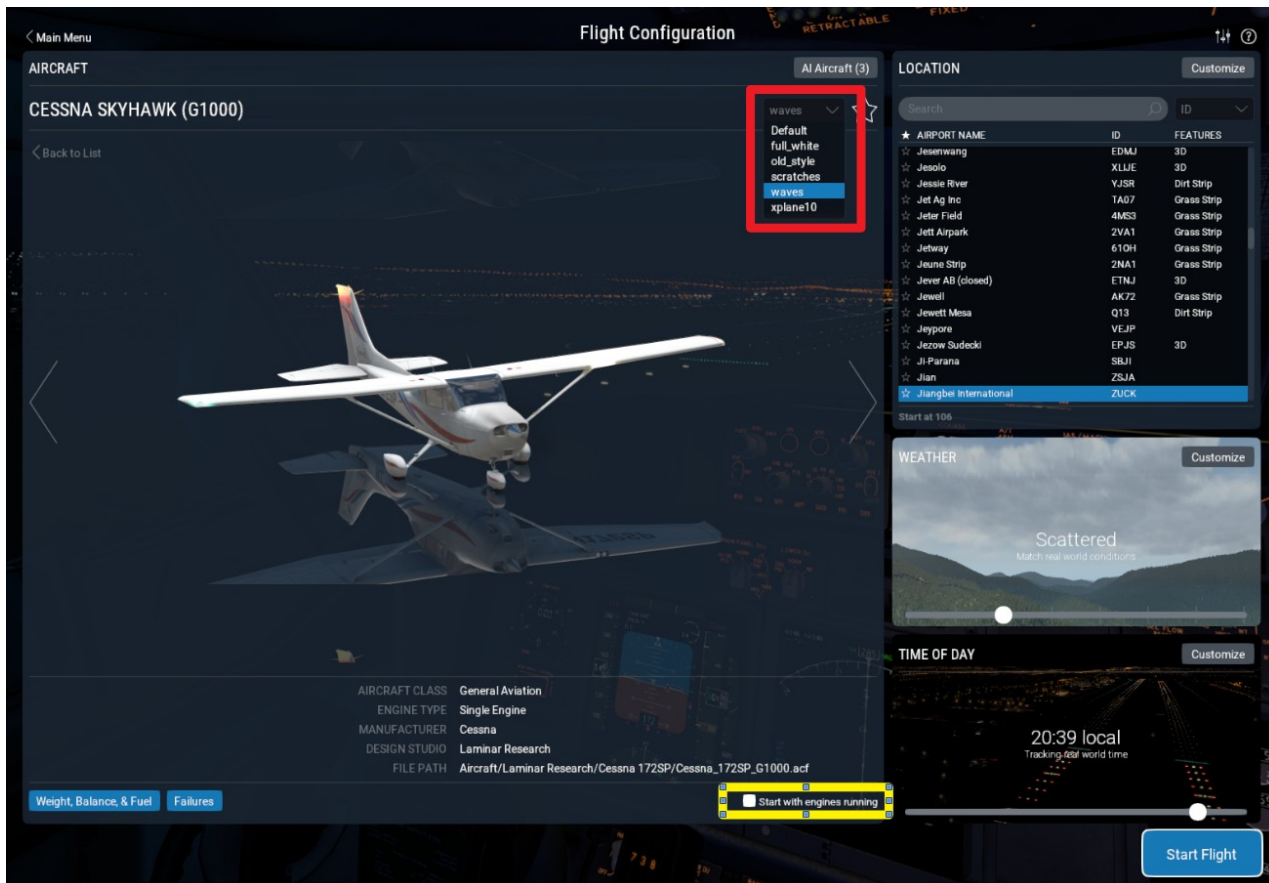 FIXED
RETRACTABLE
Main Menu
Flight Configuration
AIRCRAFT
AI Aircraft (3)
CESSNA SKYHAWK (G1000)
waves
Default
full_white
old_style
scratches
waves
xplane10
Back to List
AIRCRAFT CLASS General Aviation
ENGINE TYPE Single Engine
MANUFACTURER Cessna
DESIGN STUDIO Laminar Research
FILE PATH Aircraft/Laminar Research/Cessna 172SP/Cessna_172SP_G1000.acf
Weight, Balance, & Fuel
Failures
Start with engines running
LOCATION
Customize
Search
ID
AIRPORT NAME ID FEATURES
Jesenwang EDMJ 3D
Jesolo XLIJE 3D
Jessie River YJSR Dirt Strip
Jet Ag Inc TA07 Grass Strip
Jeter Field 4MS3 Grass Strip
Jett Airpark 2VA1 Grass Strip
Jetway 61OH Grass Strip
Jeune Strip 2NA1 Grass Strip
Jever AB (closed) ETNJ 3D
Jewell AK72 Grass Strip
Jewett Mesa Q13 Dirt Strip
Jeypore VEJP
Jezow Sudecki EPJS 3D
Ji-Parana SBJI
Jian ZSJA
Jiangbei International ZUCK
Start at 106
WEATHER
Customize
Scattered
Match real world conditions
TIME OF DAY
Customize
20:39 local
Tracking real world time
Start Flight